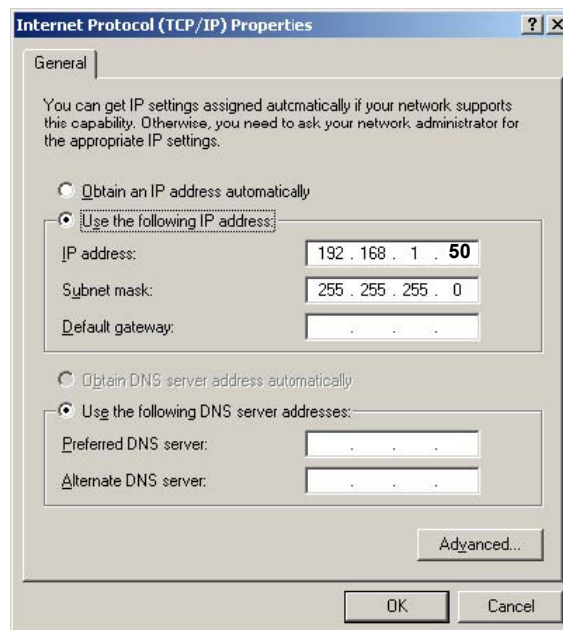 Internet Protocol (TCP/IP) Properties
General
You can get IP settings assigned automatically if your network supports
this capability. Otherwise, you need to ask your network administrator for
the appropriate IP settings.
Obtain an IP address automatically
Use the following IP address:
IP address: 192 . 168 . 1 . 50
Subnet mask: 255 . 255 . 255 . 0
Default gateway: . . .
Obtain DNS server address automatically
Use the following DNS server addresses:
Preferred DNS server: . . .
Alternate DNS server: . . .
Advanced...
OK Cancel